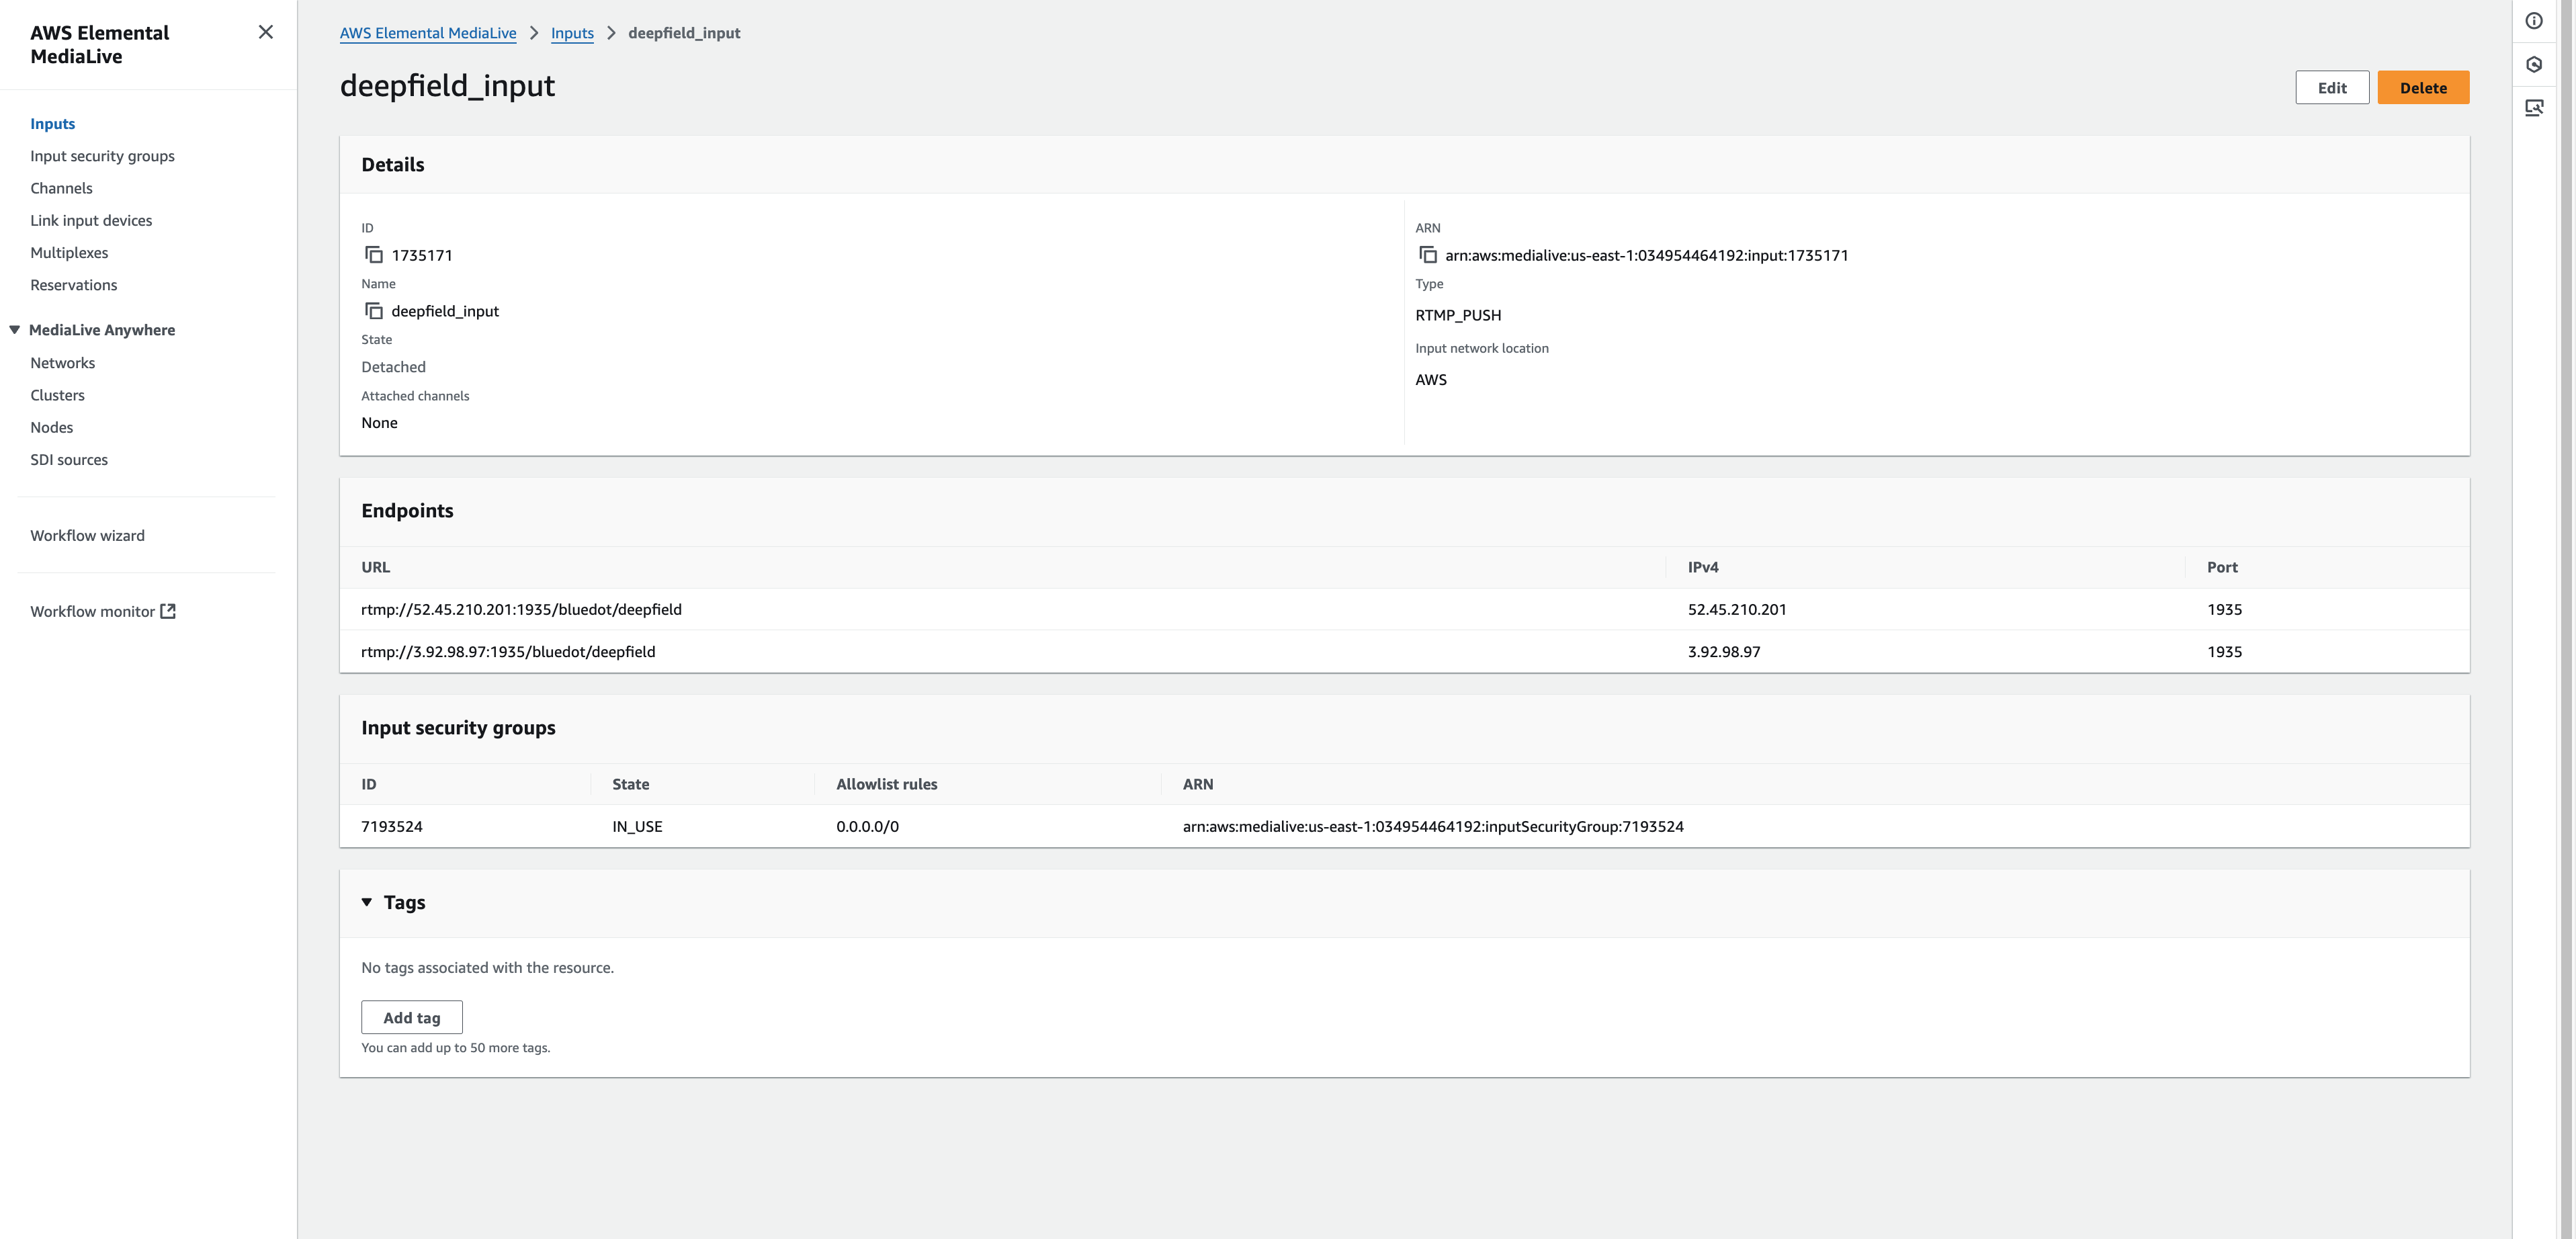 AWS Elemental
MediaLive
Inputs
Input security groups
Channels
Link input devices
Multiplexes
Reservations
MediaLive Anywhere
Networks
Clusters
Nodes
SDI sources
Workflow wizard
Workflow monitor
AWS Elemental MediaLive > Inputs > deepfield_input
deepfield_input
Edit
Delete
Details
ID
1735171
Name
deepfield_input
State
Detached
Attached channels
None
ARN
arn:aws:medialive:us-east-1:034954464192:input:1735171
Type
RTMP_PUSH
Input network location
AWS
Endpoints
URL IPv4 Port
rtmp://52.45.210.201:1935/bluedot/deepfield 52.45.210.201 1935
rtmp://3.92.98.97:1935/bluedot/deepfield 3.92.98.97 1935
Input security groups
ID State Allowlist rules ARN
7193524 IN_USE 0.0.0.0/0 arn:aws:medialive:us-east-1:034954464192:inputSecurityGroup:7193524
Tags
No tags associated with the resource.
Add tag
You can add up to 50 more tags.